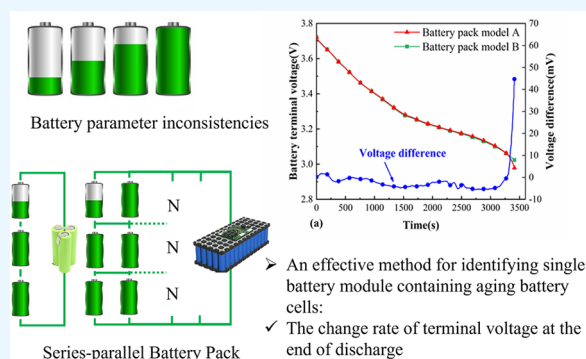 Battery parameter inconsistencies
N
N
N
Series-parallel Battery Pack
Battery pack model A
Battery pack model B
Voltage difference
(a)
Battery terminal voltage(V)
3.8
3.6
3.4
3.2
3.0
2.8
Voltage difference(mV)
70
60
50
40
30
20
10
0
-10
0 500 1000 1500 2000 2500 3000 3500
Time(s)
➢ An effective method for identifying single
battery module containing aging battery
cells:
✓ The change rate of terminal voltage at the
end of discharge